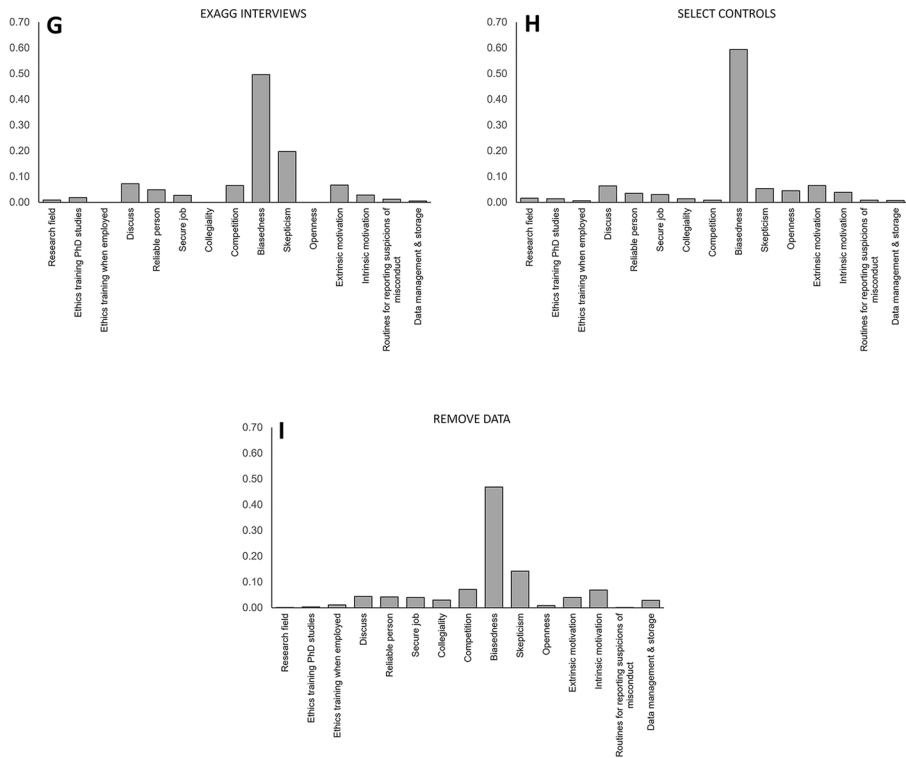 EXAGG INTERVIEWS
G
0.70
0.60
0.50
0.40
0.30
0.20
0.10
0.00
Research field
Ethics training PhD studies
Ethics training when employed
Discuss
Reliable person
Secure job
Collegiality
Competition
Biasedness
Skepticism
Openness
Extrinsic motivation
Intrinsic motivation
Routines for reporting suspicions of
misconduct
Data management & storage
SELECT CONTROLS
H
0.70
0.60
0.50
0.40
0.30
0.20
0.10
0.00
Research field
Ethics training PhD studies
Ethics training when employed
Discuss
Reliable person
Secure job
Collegiality
Competition
Biasedness
Skepticism
Openness
Extrinsic motivation
Intrinsic motivation
Routines for reporting suspicions of
misconduct
Data management & storage
REMOVE DATA
I
0.70
0.60
0.50
0.40
0.30
0.20
0.10
0.00
Research field
Ethics training PhD studies
Ethics training when employed
Discuss
Reliable person
Secure job
Collegiality
Competition
Biasedness
Skepticism
Openness
Extrinsic motivation
Intrinsic motivation
Routines for reporting suspicions of
misconduct
Data management & storage